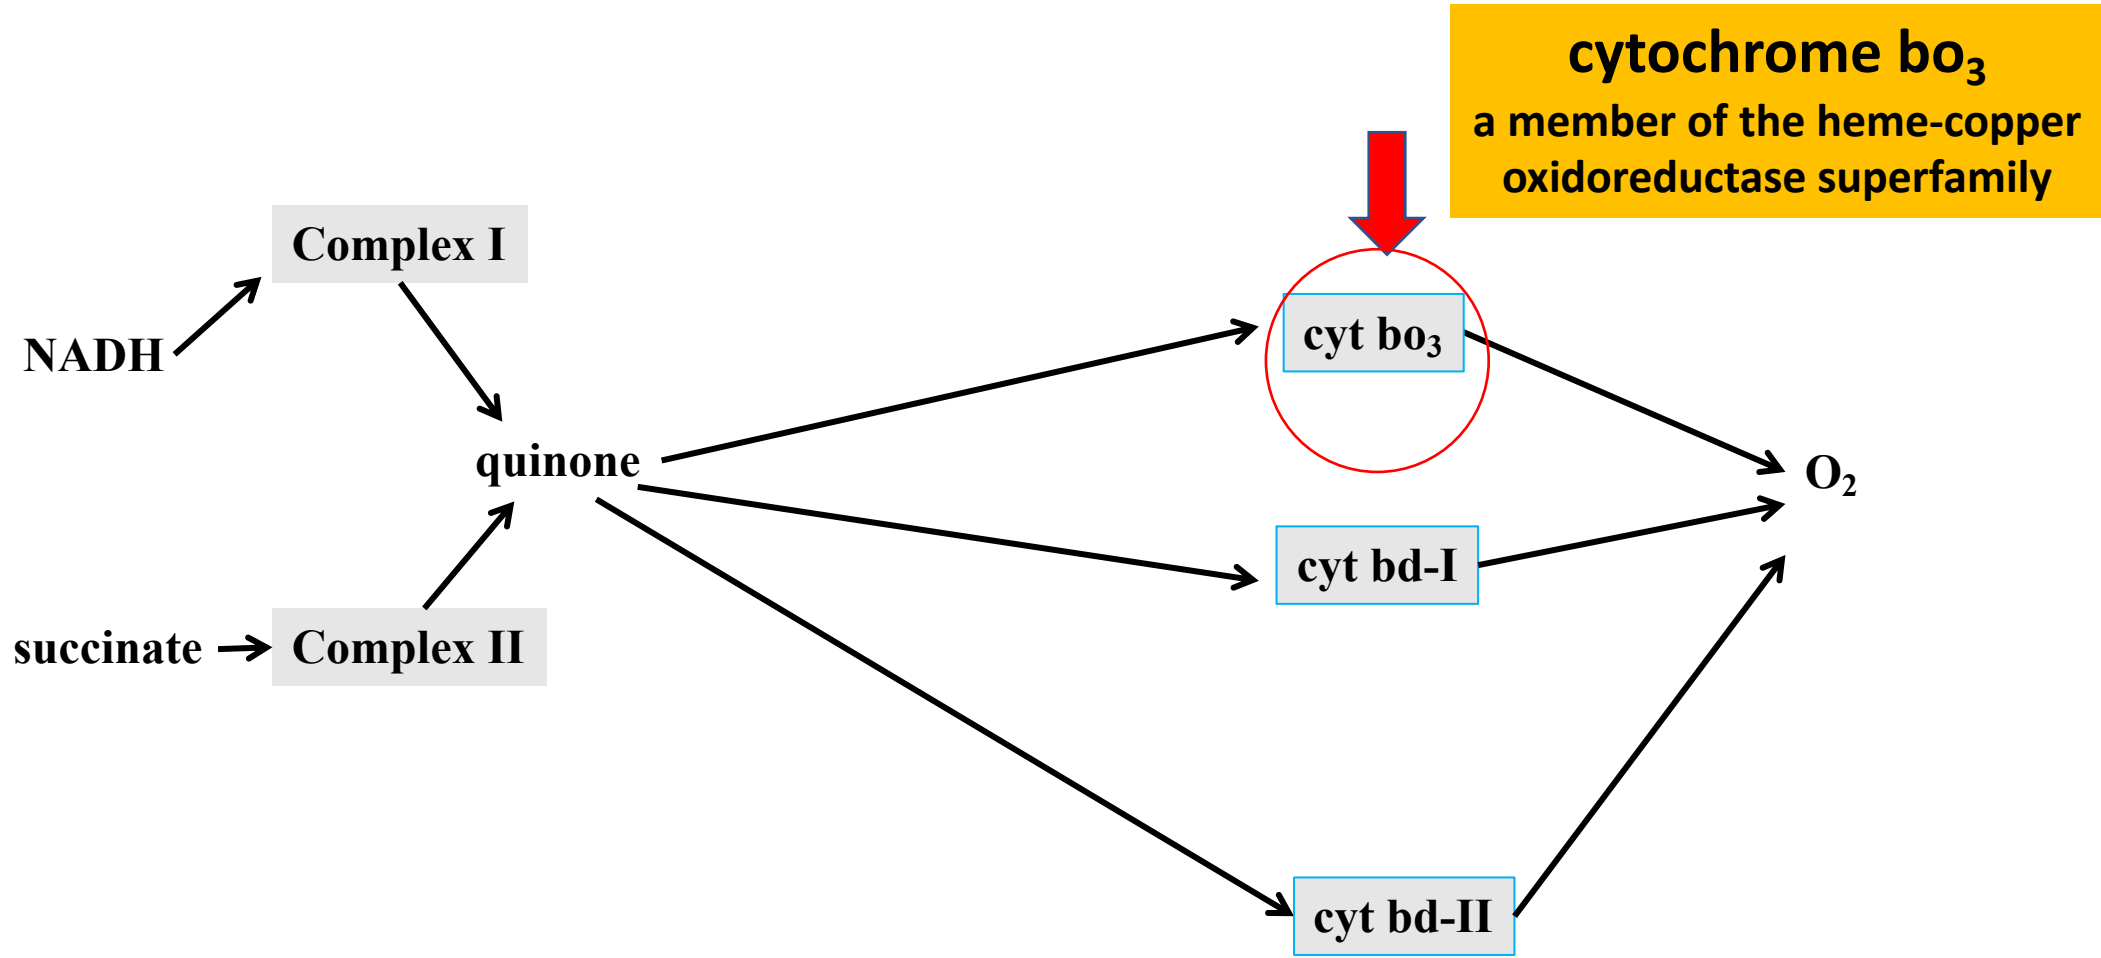 cytochrome bo₃
a member of the heme-copper
oxidoreductase superfamily
Complex I
NADH
cyt bo₃
quinone
O₂
cyt bd-I
succinate
Complex II
cyt bd-II